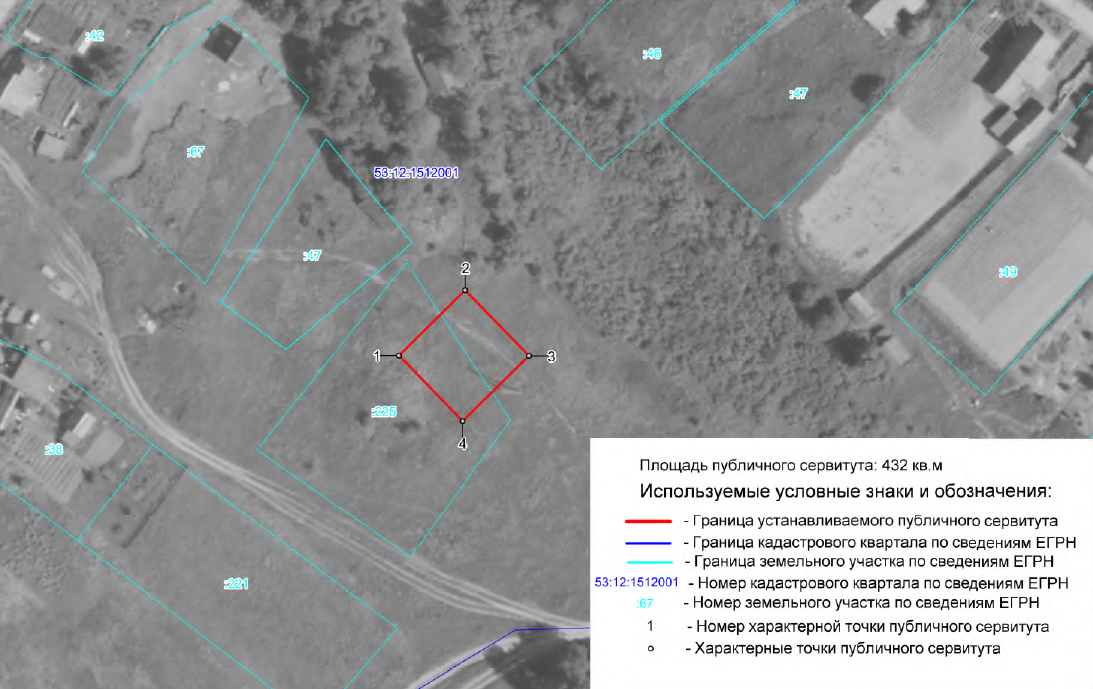 :42
:46
:47
:67
53:12:1512001
:47
2
:49
1
3
:225
4
:38
:221
Площадь публичного сервитута: 432 кв.м
Используемые условные знаки и обозначения:
- Граница устанавливаемого публичного сервитута
- Граница кадастрового квартала по сведениям ЕГРН
- Граница земельного участка по сведениям ЕГРН
53:12:1512001 - Номер кадастрового квартала по сведениям ЕГРН
:67 - Номер земельного участка по сведениям ЕГРН
1 - Номер характерной точки публичного сервитута
- Характерные точки публичного сервитута